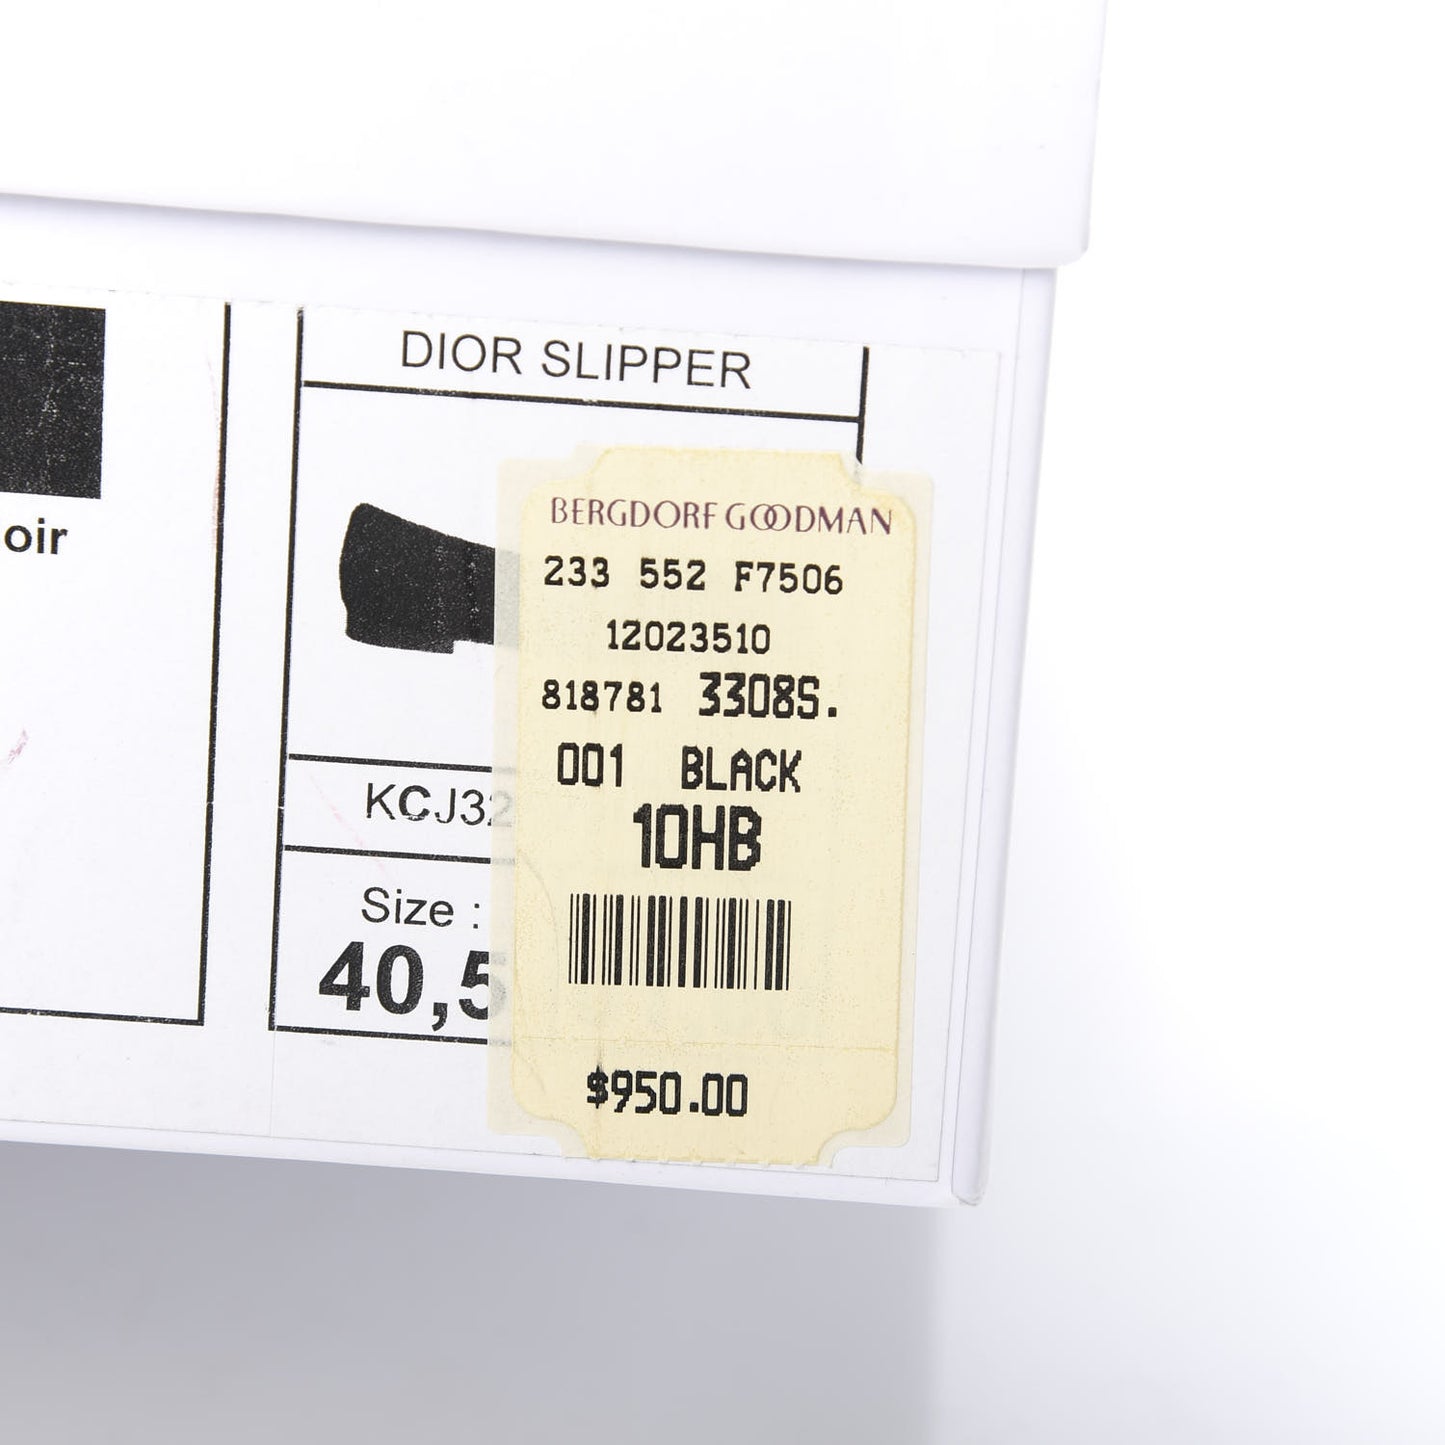 DIOR SLIPPER
oir
BERGDORF GOODMAN
233 552 F7506
12023510
818781 3308S.
001 BLACK
10HB
$950.00
KCJ32
Size :
40,5